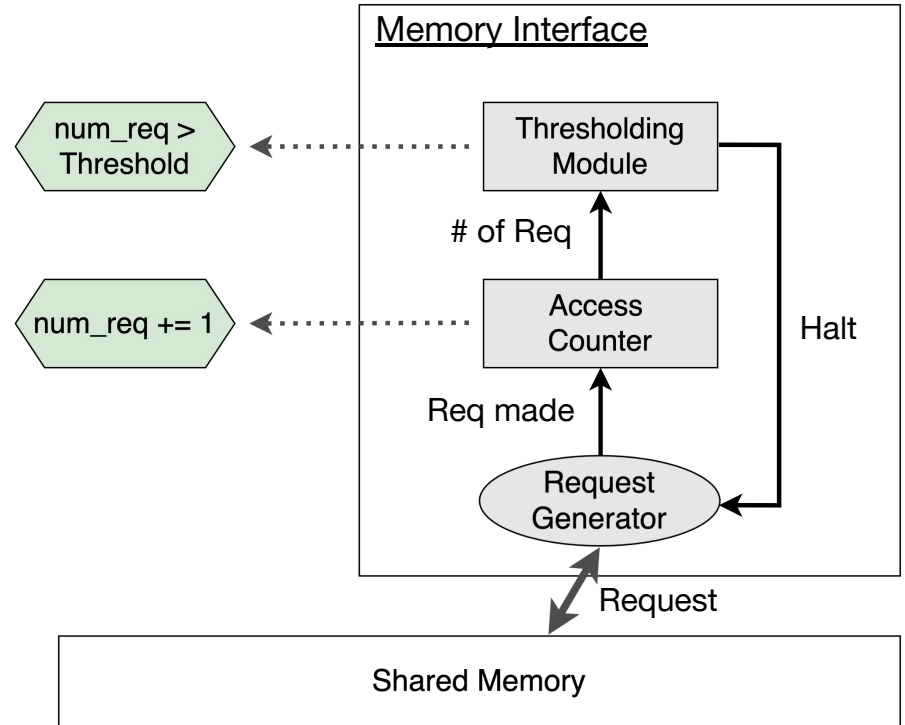 Memory Interface
num_req >
Threshold
Thresholding
Module
# of Req
num_req += 1
Access
Counter
Halt
Req made
Request
Generator
Request
Shared Memory